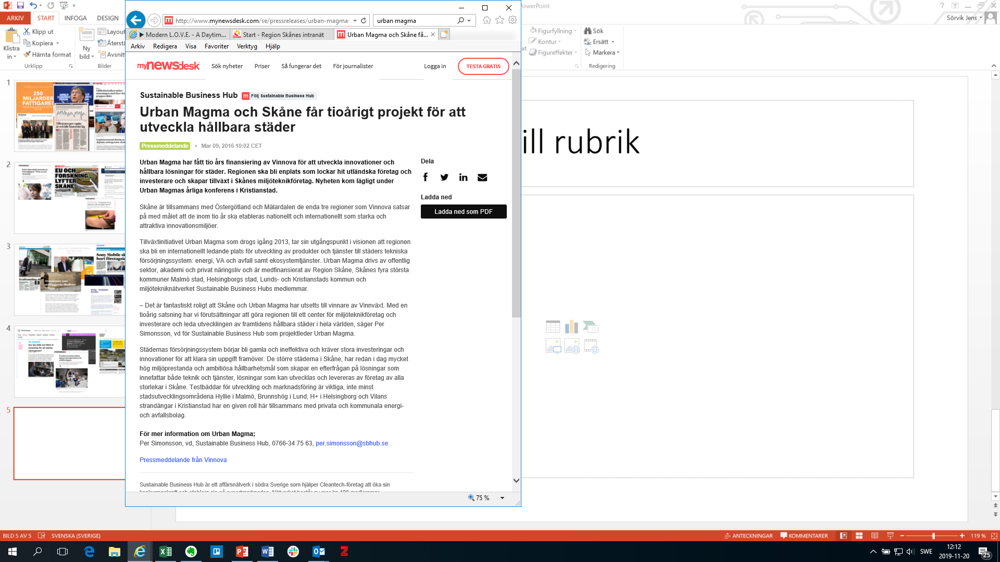 PowerPoint
Sörvik Jens
ARKIV START INFOGA DESIGN
Klistra in
Klipp ut
Kopiera
Hämta format
Urklipp
Ny bild
Layout
Avsnitt
Bilder
Figurfyllning
Kontur
Figureffekter
Sök
Ersätt
Markera
Redigering
http://www.mynewsdesk.com/se/pressreleases/urban-magma-
urban magma
Modern L.O.V.E. - A Daytim...
Start - Region Skånes intranät
Urban Magma och Skåne få...
Arkiv Redigera Visa Favoriter Verktyg Hjälp
mynewsdesk
Sök nyheter Priser Så fungerar det För journalister Logga in TESTA GRATIS
Sustainable Business Hub
Följ Sustainable Business Hub
Urban Magma och Skåne får tioårigt projekt för att
utveckla hållbara städer
Pressmeddelande • Mar 09, 2016 10:02 CET
Urban Magma har fått tio års finansiering av Vinnova för att utveckla innovationer och
hållbara lösningar för städer. Regionen ska bli enplats som lockar hit utländska företag och
investerare och skapar tillväxt i Skånes miljöteknikföretag. Nyheten kom lägligt under
Urban Magmas årliga konferens i Kristianstad.
Skåne är tillsammans med Östergötland och Mälardalen de enda tre regioner som Vinnova satsar
på med målet att de inom tio år ska etableras nationellt och internationellt som starka och
attraktiva innovationsmiljöer.
Tillväxtinitiativet Urban Magma som drogs igång 2013, tar sin utgångspunkt i visionen att regionen
ska bli en internationellt ledande plats för utveckling av produkter och tjänster till städers tekniska
försörjningssystem: energi, VA och avfall samt ekosystemtjänster. Urban Magma drivs av offentlig
sektor, akademi och privat näringsliv och är medfinansierat av Region Skåne, Skånes fyra största
kommuner Malmö stad, Helsingborgs stad, Lunds- och Kristianstads kommun och
miljötekniknätverket Sustainable Business Hubs medlemmar.
– Det är fantastiskt roligt att Skåne och Urban Magma har utsetts till vinnare av Vinnväxt. Med en
tioårig satsning har vi förutsättningar att göra regionen till ett center för miljöteknikföretag och
investerare och leda utvecklingen av framtidens hållbara städer i hela världen, säger Per
Simonsson, vd för Sustainable Business Hub som projektleder Urban Magma.
Städernas försörjningssystem börjar bli gamla och ineffektiva och kräver stora investeringar och
innovationer för att klara sin uppgift framöver. De större städerna i Skåne, har redan i dag mycket
hög miljöprestanda och ambitiösa hållbarhetsmål som skapar en efterfrågan på lösningar som
innefattar både teknik och tjänster, lösningar som kan utvecklas och levereras av företag av alla
storlekar i Skåne. Testbäddar för utveckling och marknadsföring är viktiga, inte minst
stadsutvecklingsområdena Hyllie i Malmö, Brunnshög i Lund, H+ i Helsingborg och Vilans
strandängar i Kristianstad har en given roll här tillsammans med privata och kommunala energi-
och avfallsbolag.
För mer information om Urban Magma;
Per Simonsson, vd, Sustainable Business Hub, 0766-34 75 63, per.simonsson@sbhub.se
Pressmeddelande från Vinnova
Sustainable Business Hub är ett affärsnätverk i södra Sverige som hjälper Cleantech-företag att öka sin
Dela
Ladda ned
Ladda ned som PDF
75 %
ill rubrik
1
250
MILJARDER
FATTIGARE
2
EU OCH
FORSKNING
LYFTER
SKÅNE
3
Sony Mobile sk
bort företagsi
4
5
BILD 5 AV 5 SVENSKA (SVERIGE) ANTECKNINGAR KOMMENTARER 119 %
SWE
12:12
2019-11-20
25